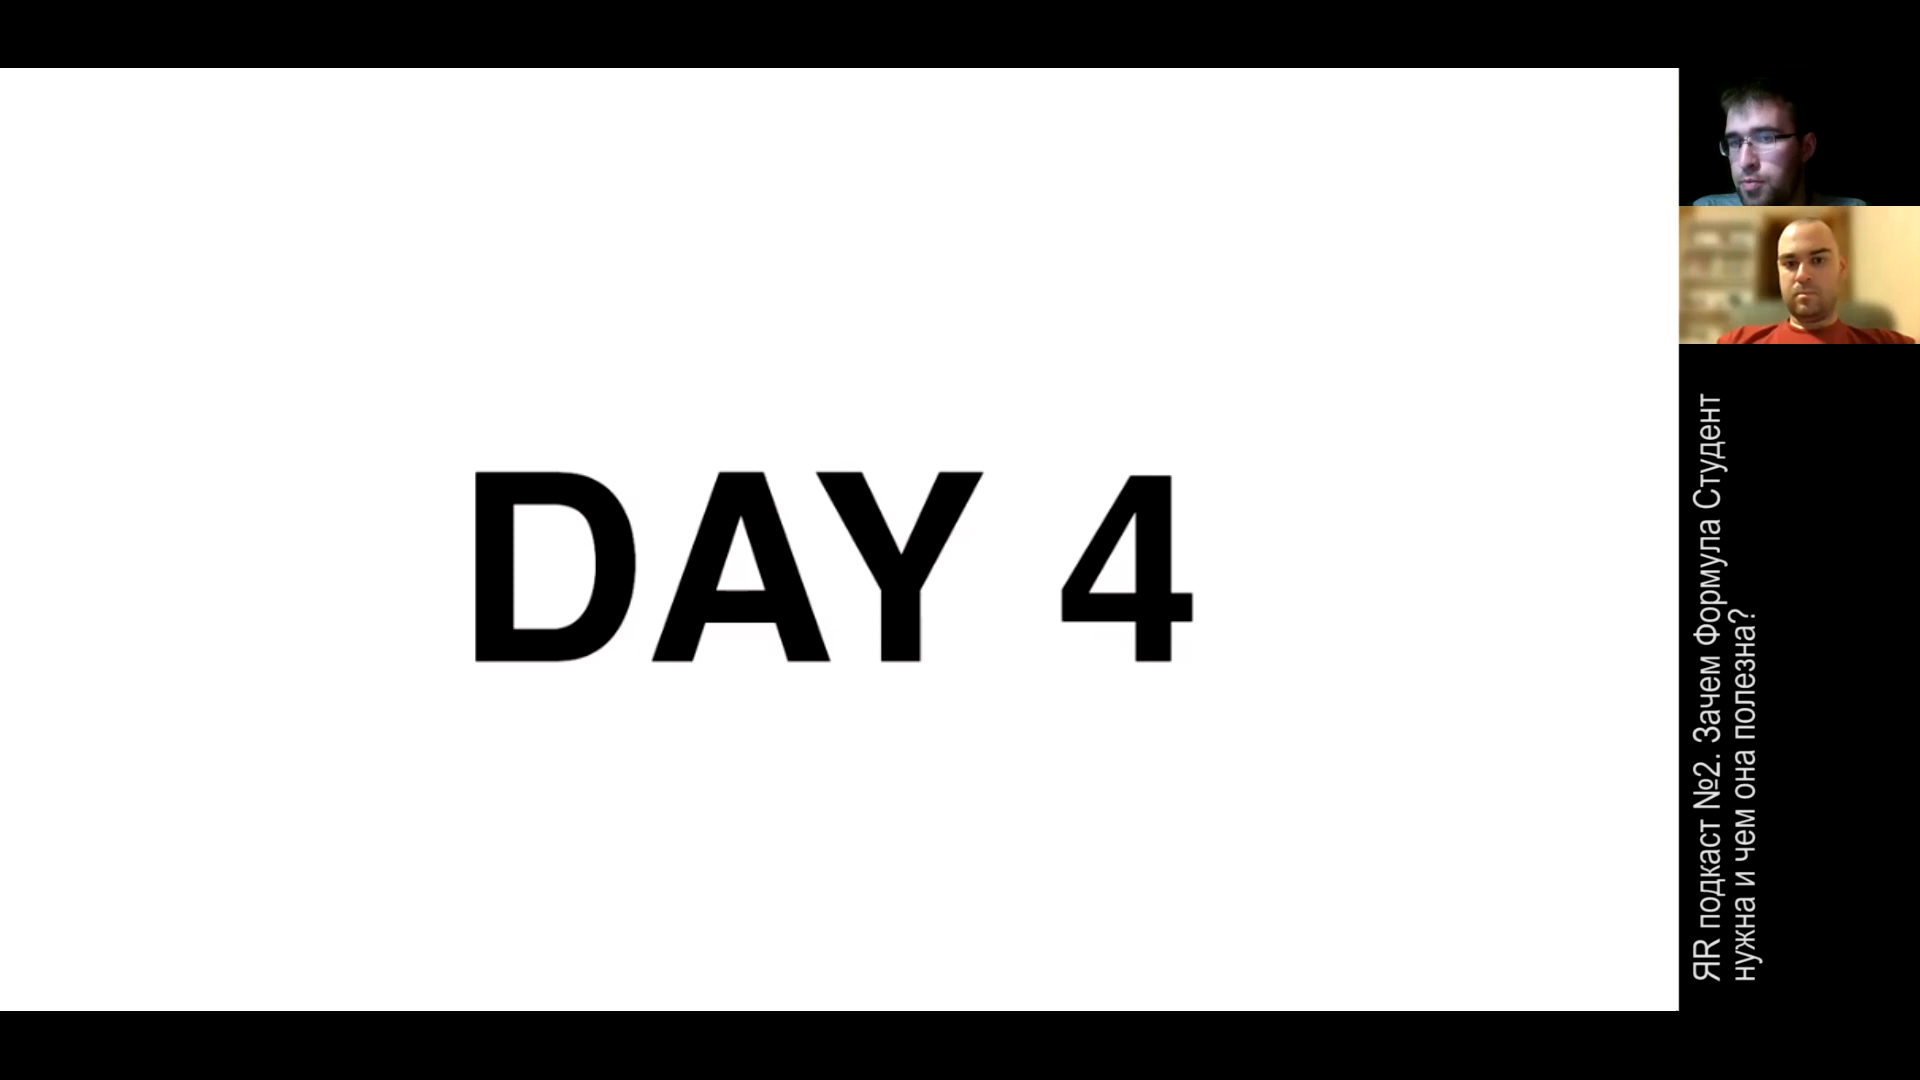 DAY 4
ЯR подкаст №2. Зачем Формула Студент
нужна и чем она полезна?